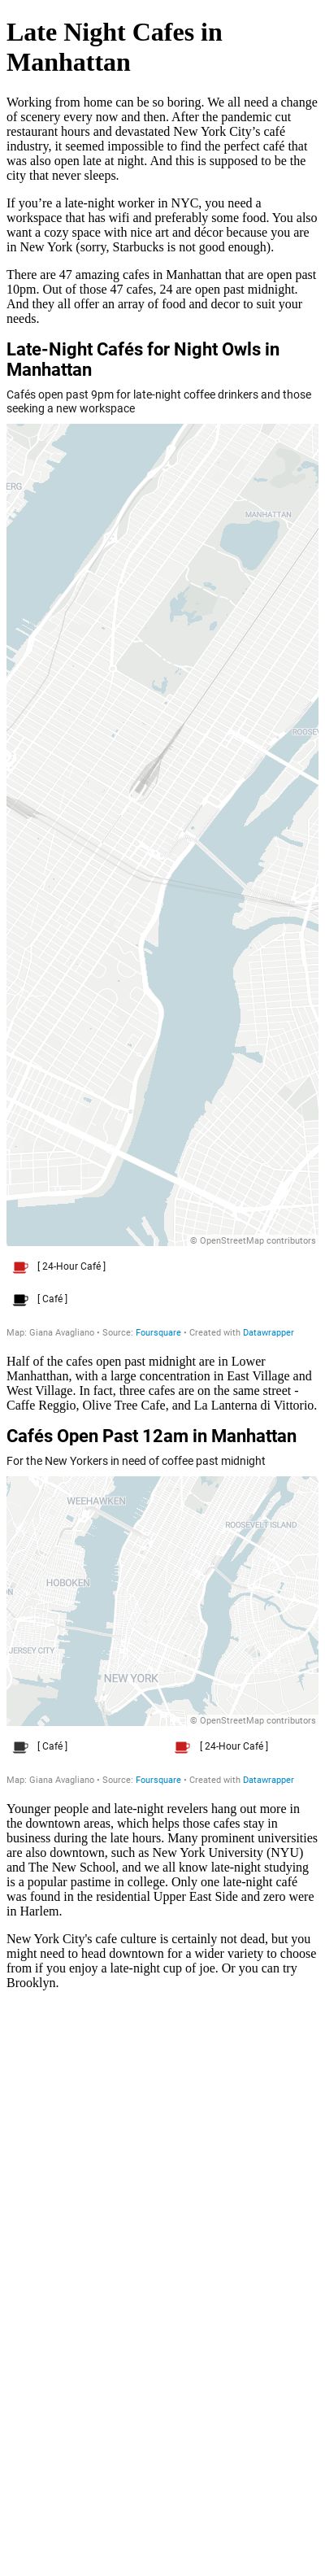 Late Night Cafes in
Manhattan
Working from home can be so boring. We all need a change
of scenery every now and then. After the pandemic cut
restaurant hours and devastated New York City’s café
industry, it seemed impossible to find the perfect café that
was also open late at night. And this is supposed to be the
city that never sleeps.
If you’re a late-night worker in NYC, you need a
workspace that has wifi and preferably some food. You also
want a cozy space with nice art and décor because you are
in New York (sorry, Starbucks is not good enough).
There are 47 amazing cafes in Manhattan that are open past
10pm. Out of those 47 cafes, 24 are open past midnight.
And they all offer an array of food and decor to suit your
needs.
Late-Night Cafés for Night Owls in
Manhattan
Cafés open past 9pm for late-night coffee drinkers and those
seeking a new workspace
ERG
MANHATTAN
ROOSEV
© OpenStreetMap contributors
[ 24-Hour Café ]
[ Café ]
Map: Giana Avagliano • Source: Foursquare • Created with Datawrapper
Half of the cafes open past midnight are in Lower
Manhatthan, with a large concentration in East Village and
West Village. In fact, three cafes are on the same street -
Caffe Reggio, Olive Tree Cafe, and La Lanterna di Vittorio.
Cafés Open Past 12am in Manhattan
For the New Yorkers in need of coffee past midnight
WEEHAWKEN
ROOSEVELT ISLAND
HOBOKEN
ON
JERSEY CITY
NEW YORK
© OpenStreetMap contributors
[ Café ] [ 24-Hour Café ]
Map: Giana Avagliano • Source: Foursquare • Created with Datawrapper
Younger people and late-night revelers hang out more in
the downtown areas, which helps those cafes stay in
business during the late hours. Many prominent universities
are also downtown, such as New York University (NYU)
and The New School, and we all know late-night studying
is a popular pastime in college. Only one late-night café
was found in the residential Upper East Side and zero were
in Harlem.
New York City's cafe culture is certainly not dead, but you
might need to head downtown for a wider variety to choose
from if you enjoy a late-night cup of joe. Or you can try
Brooklyn.